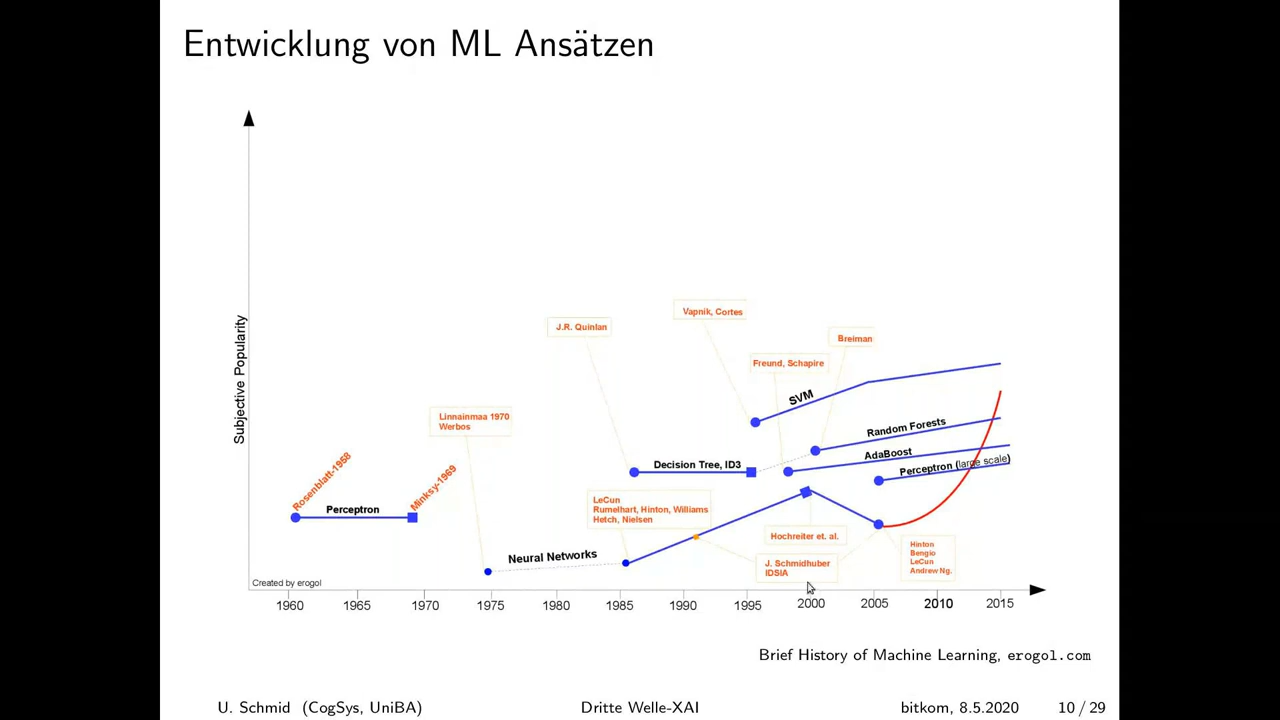 Entwicklung von ML Ansätzen
Subjective Popularity
Vapnik, Cortes
J.R. Quinlan
Breiman
Freund, Schapire
SVM
Linnainmaa 1970
Werbos
Random Forests
AdaBoost
Decision Tree, ID3
Perceptron (large scale)
Rosenblatt-1958
Minksy-1969
Perceptron
LeCun
Rumelhart, Hinton, Williams
Hetch, Nielsen
Hochreiter et. al.
Neural Networks
J. Schmidhuber
IDSIA
Hinton
Bengio
LeCun
Andrew Ng.
Created by erogol
1960 1965 1970 1975 1980 1985 1990 1995 2000 2005 2010 2015
Brief History of Machine Learning, erogol.com
U. Schmid (CogSys, UniBA) Dritte Welle-XAI bitkom, 8.5.2020 10 / 29